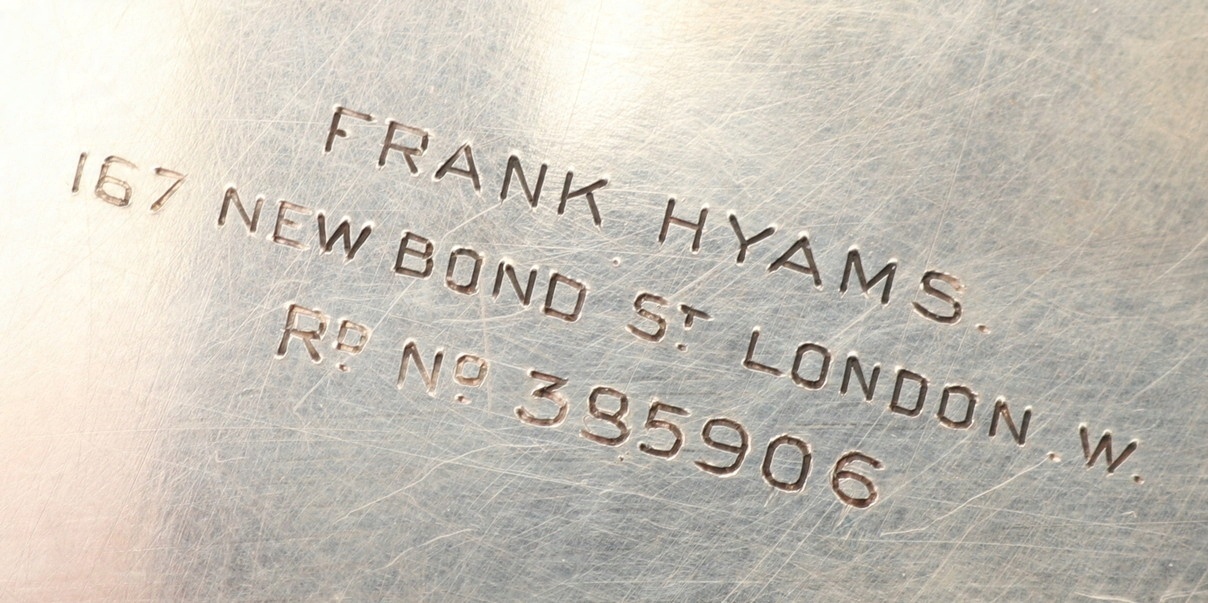 FRANK HYAMS.
167 NEW BOND ST. LONDON. W.
RD. No. 385906